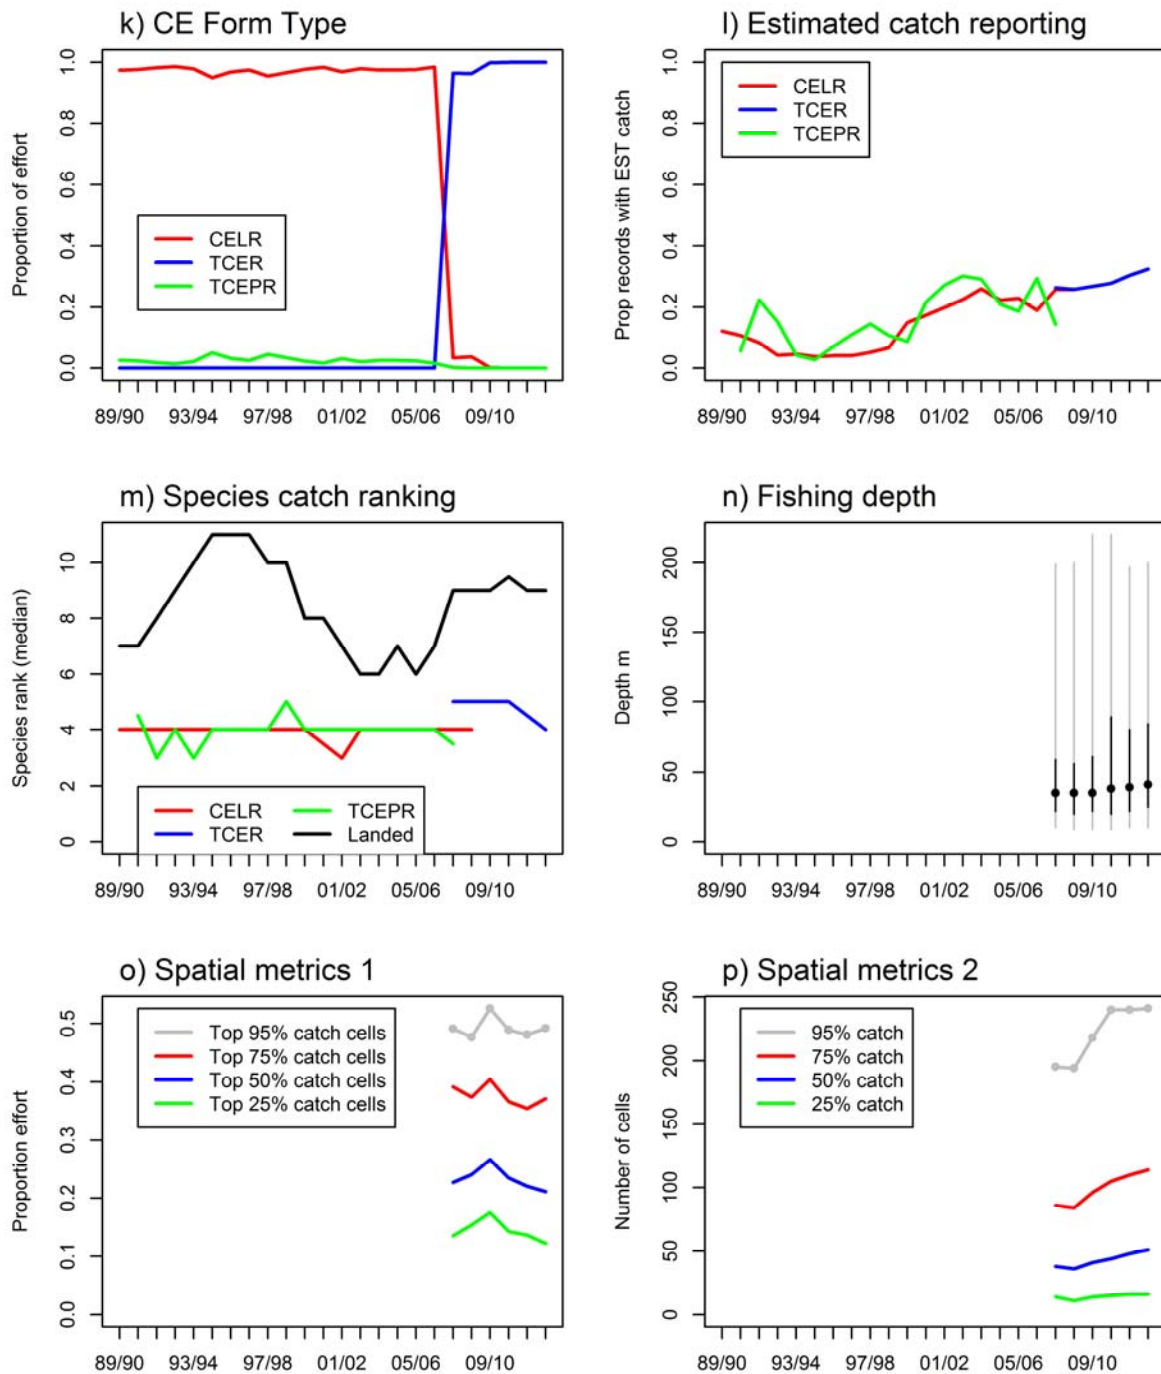 k) CE Form Type
Proportion of effort
1.0
0.8
0.6
0.4
0.2
0.0
CELR
TCER
TCEPR
89/90 93/94 97/98 01/02 05/06 09/10
l) Estimated catch reporting
Prop records with EST catch
1.0
0.8
0.6
0.4
0.2
0.0
CELR
TCER
TCEPR
89/90 93/94 97/98 01/02 05/06 09/10
m) Species catch ranking
Species rank (median)
10
8
6
4
2
0
CELR TCEPR
TCER Landed
89/90 93/94 97/98 01/02 05/06 09/10
n) Fishing depth
Depth m
200
150
100
50
0
89/90 93/94 97/98 01/02 05/06 09/10
o) Spatial metrics 1
Proportion effort
0.5
0.4
0.3
0.2
0.1
0.0
Top 95% catch cells
Top 75% catch cells
Top 50% catch cells
Top 25% catch cells
89/90 93/94 97/98 01/02 05/06 09/10
p) Spatial metrics 2
Number of cells
250
200
150
100
50
0
95% catch
75% catch
50% catch
25% catch
89/90 93/94 97/98 01/02 05/06 09/10